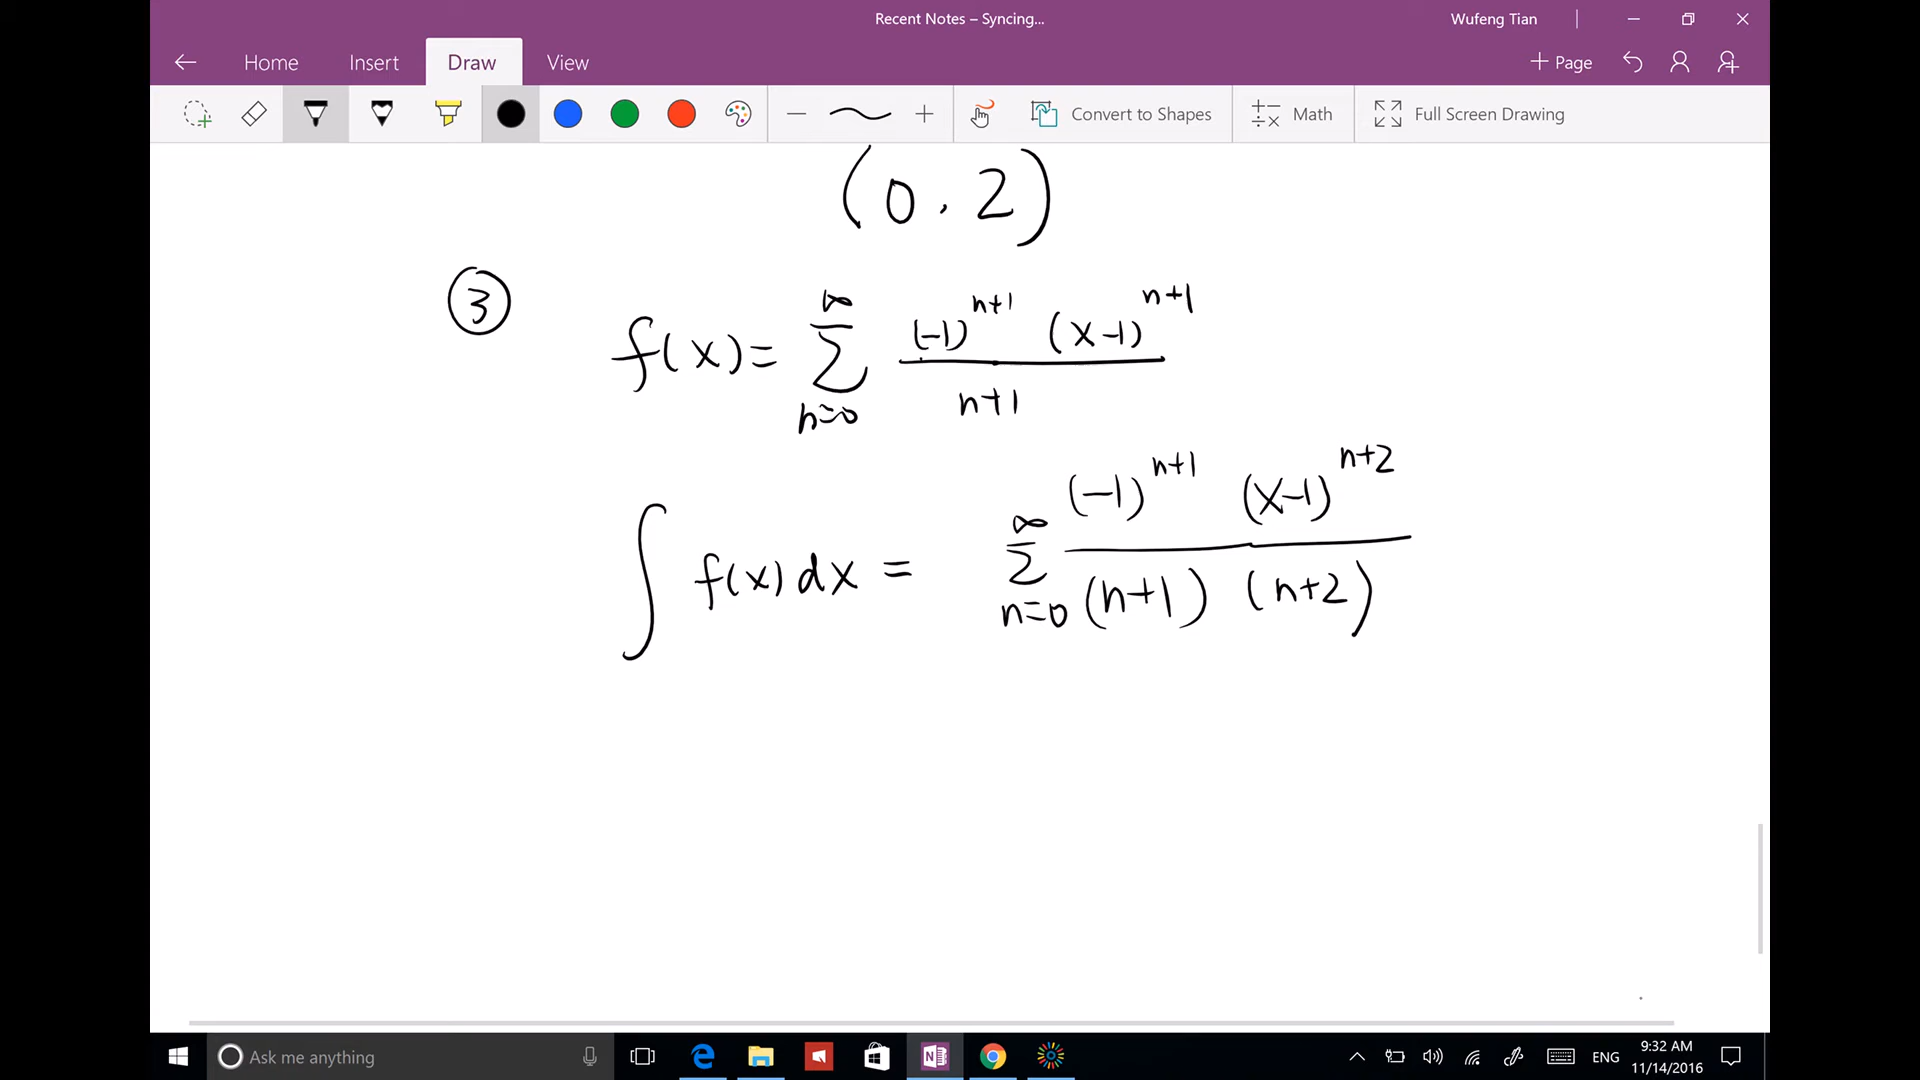 Recent Notes – Syncing...
Wufeng Tian
Home Insert Draw View
+ Page
Convert to Shapes Math Full Screen Drawing
(0, 2)
③ f(x) = ∑_{n=0}^{∞} \frac{(-1)^{n+1} (x-1)^{n+1}}{n+1}
∫ f(x) dx = ∑_{n=0}^{∞} \frac{(-1)^{n+1} (x-1)^{n+2}}{(n+1) (n+2)}
Ask me anything
ENG
9:32 AM
11/14/2016